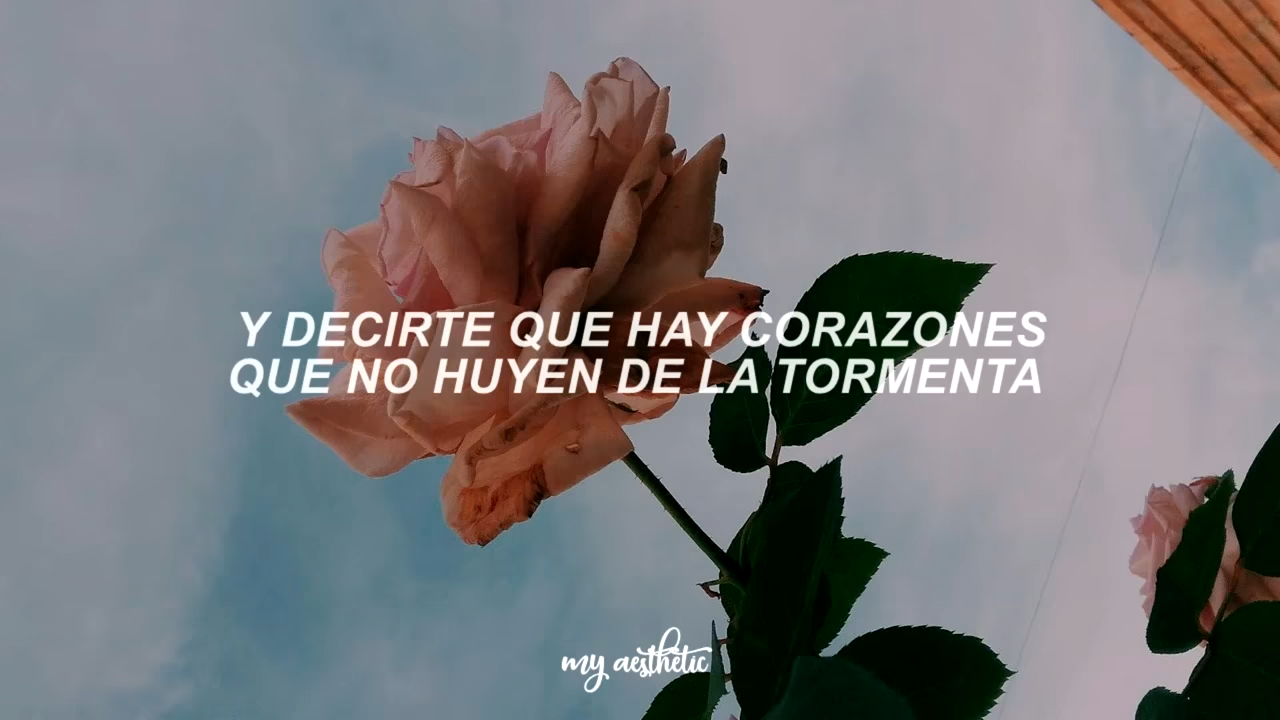 Y DECIRTE QUE HAY CORAZONES
QUE NO HUYEN DE LA TORMENTA
my aesthetic